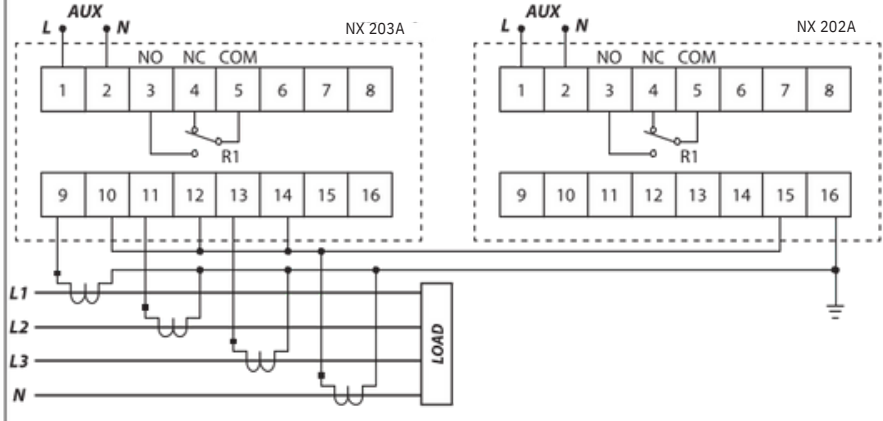 AUX AUX
L N NX 203A L N NX 202A
NO NC COM NO NC COM
1 2 3 4 5 6 7 8 1 2 3 4 5 6 7 8
R1 R1
9 10 11 12 13 14 15 16 9 10 11 12 13 14 15 16
L1
L2
L3
N
LOAD